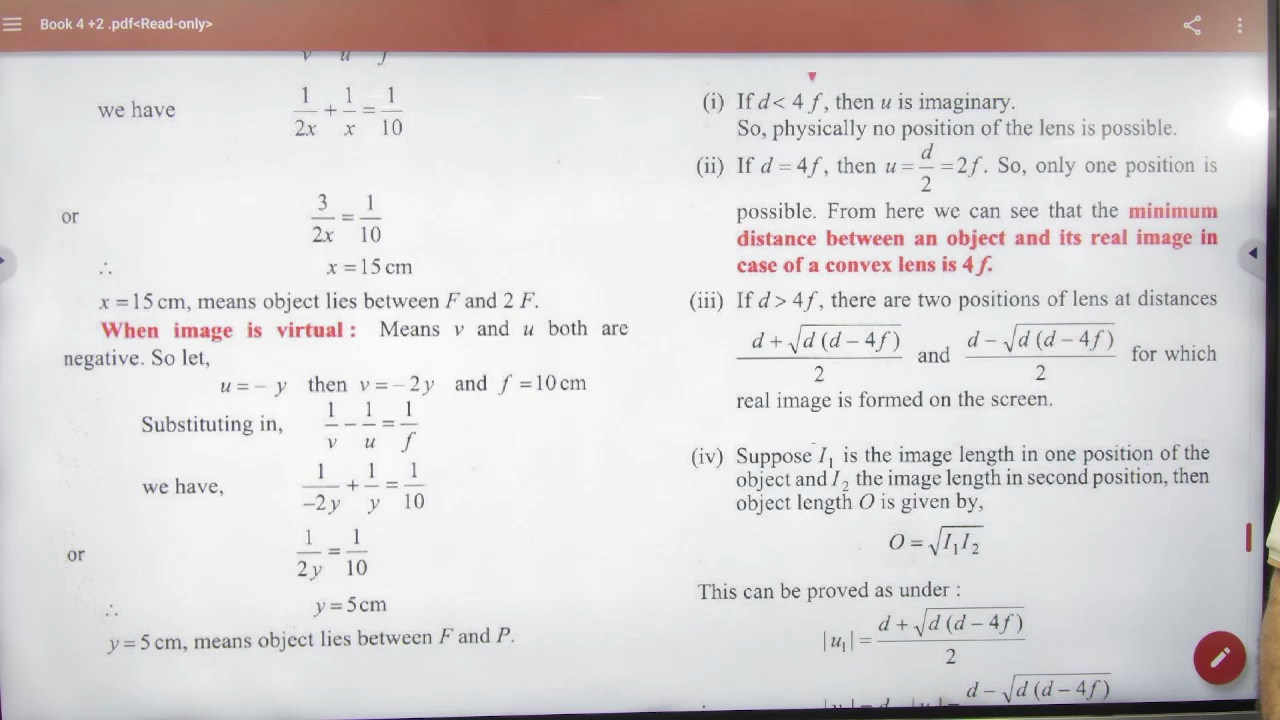 Book 4 +2 .pdf<Read-only>
v u f
we have 1/2x + 1/x = 1/10
or 3/2x = 1/10
∴ x = 15 cm
x = 15 cm, means object lies between F and 2 F.
When image is virtual : Means v and u both are
negative. So let,
u = − y then v = − 2y and f = 10 cm
Substituting in, 1/v − 1/u = 1/f
we have, 1/−2y + 1/y = 1/10
or 1/2y = 1/10
∴ y = 5 cm
y = 5 cm, means object lies between F and P.
(i) If d < 4 f, then u is imaginary.
So, physically no position of the lens is possible.
(ii) If d = 4f, then u = d/2 = 2f. So, only one position is
possible. From here we can see that the minimum
distance between an object and its real image in
case of a convex lens is 4 f.
(iii) If d > 4f, there are two positions of lens at distances
d + √d (d − 4f)/2 and d − √d (d − 4f)/2 for which
real image is formed on the screen.
(iv) Suppose I₁ is the image length in one position of the
object and I₂ the image length in second position, then
object length O is given by,
O = √I₁I₂
This can be proved as under :
|u₁| = d + √d (d − 4f)/2
d − √d (d − 4f)